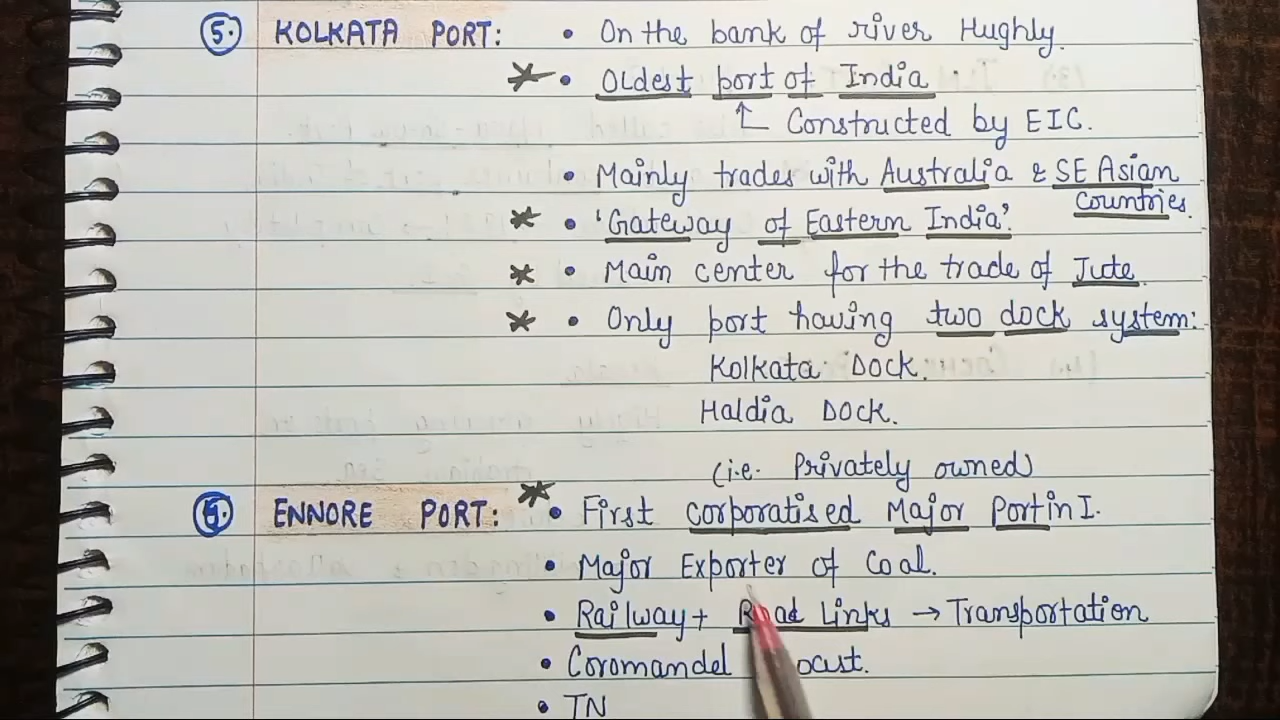 5. KOLKATA PORT: • On the bank of river Hughly.
* • Oldest port of India
↑ Constructed by EIC.
• Mainly trades with Australia & SE Asian Countries.
* • 'Gateway of Eastern India'.
* • Main center for the trade of Jute
* • Only port having two dock system:
Kolkata Dock.
Haldia Dock.
(i.e. Privately owned)
ENNORE PORT: * • First corporatised Major Port in I.
• Major Exporter of Coal.
• Railway + Road Links → Transportation
• Coromandel
• TN